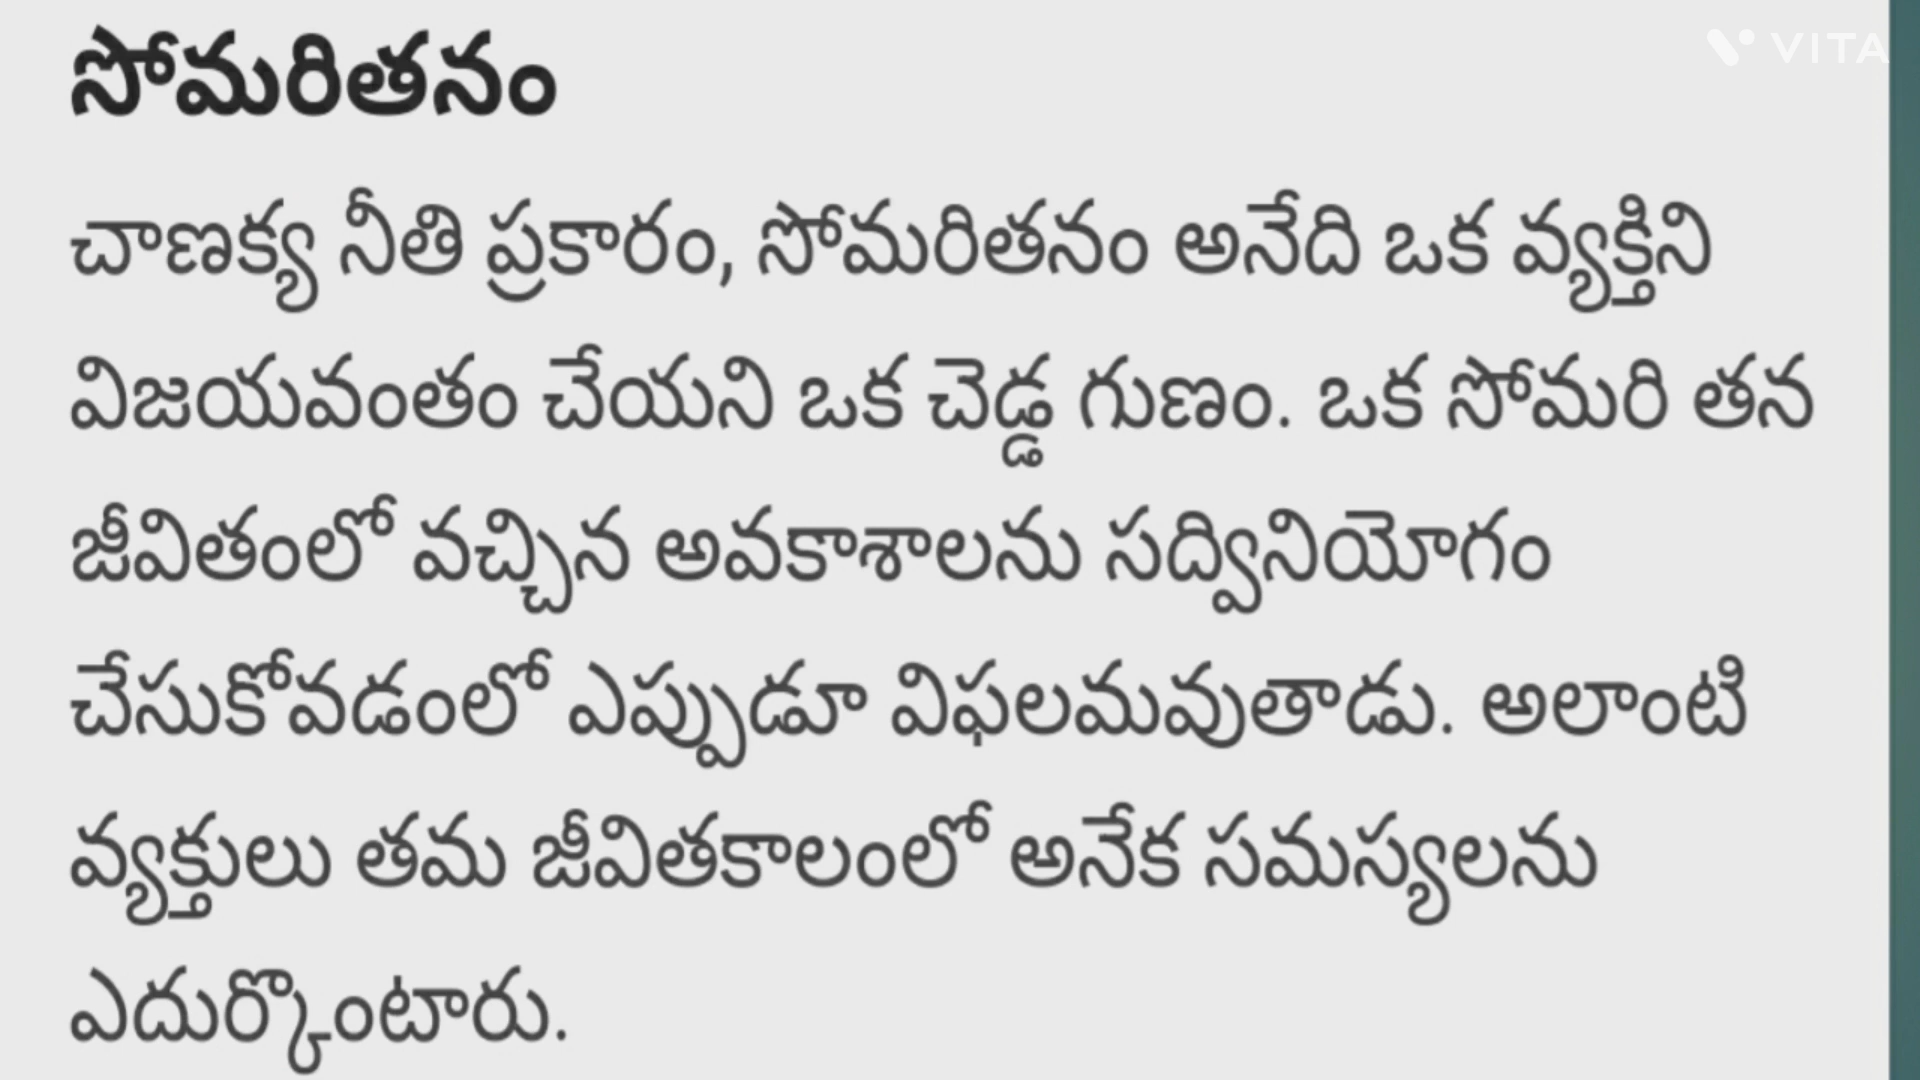 VITA
సోమరితనం
చాణక్య నీతి ప్రకారం, సోమరితనం అనేది ఒక వ్యక్తిని
విజయవంతం చేయని ఒక చెడ్డ గుణం. ఒక సోమరి తన
జీవితంలో వచ్చిన అవకాశాలను సద్వినియోగం
చేసుకోవడంలో ఎప్పుడూ విఫలమవుతాడు. అలాంటి
వ్యక్తులు తమ జీవితకాలంలో అనేక సమస్యలను
ఎదుర్కొంటారు.